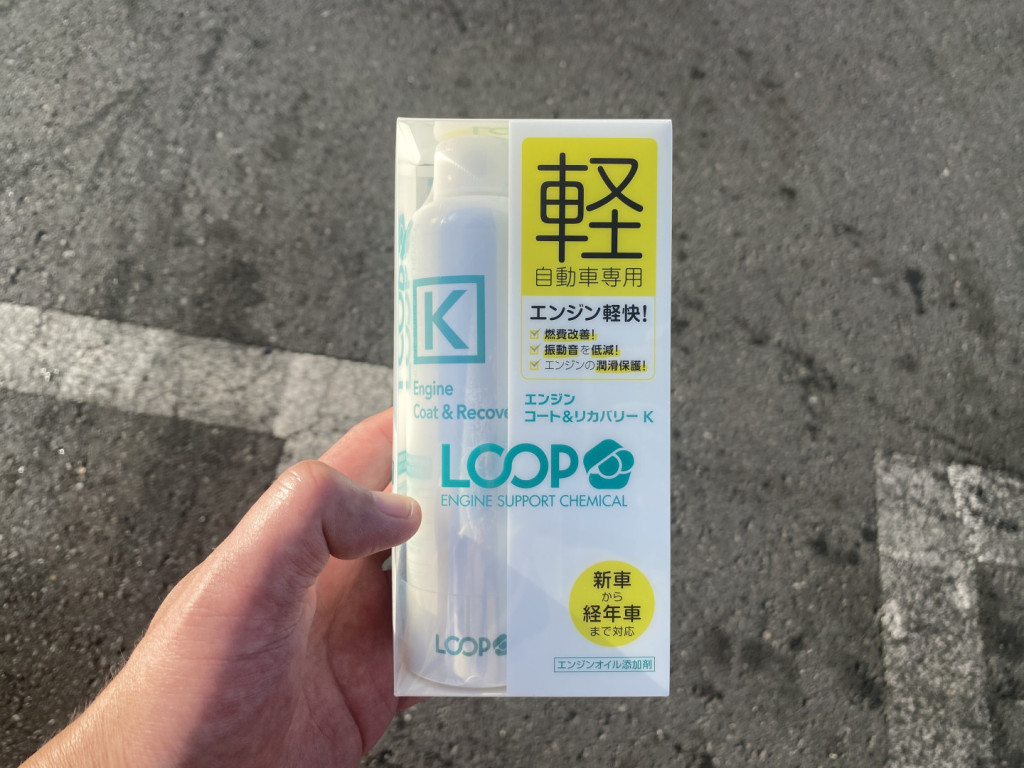 軽
自動車専用
エンジン軽快!
燃費改善!
振動音を低減!
エンジンの潤滑保護!
エンジン
コート&リカバリー K
LOOP
ENGINE SUPPORT CHEMICAL
新車
から
経年車
まで対応
エンジンオイル添加剤
K
Engine
Coat & Recove
LOOP